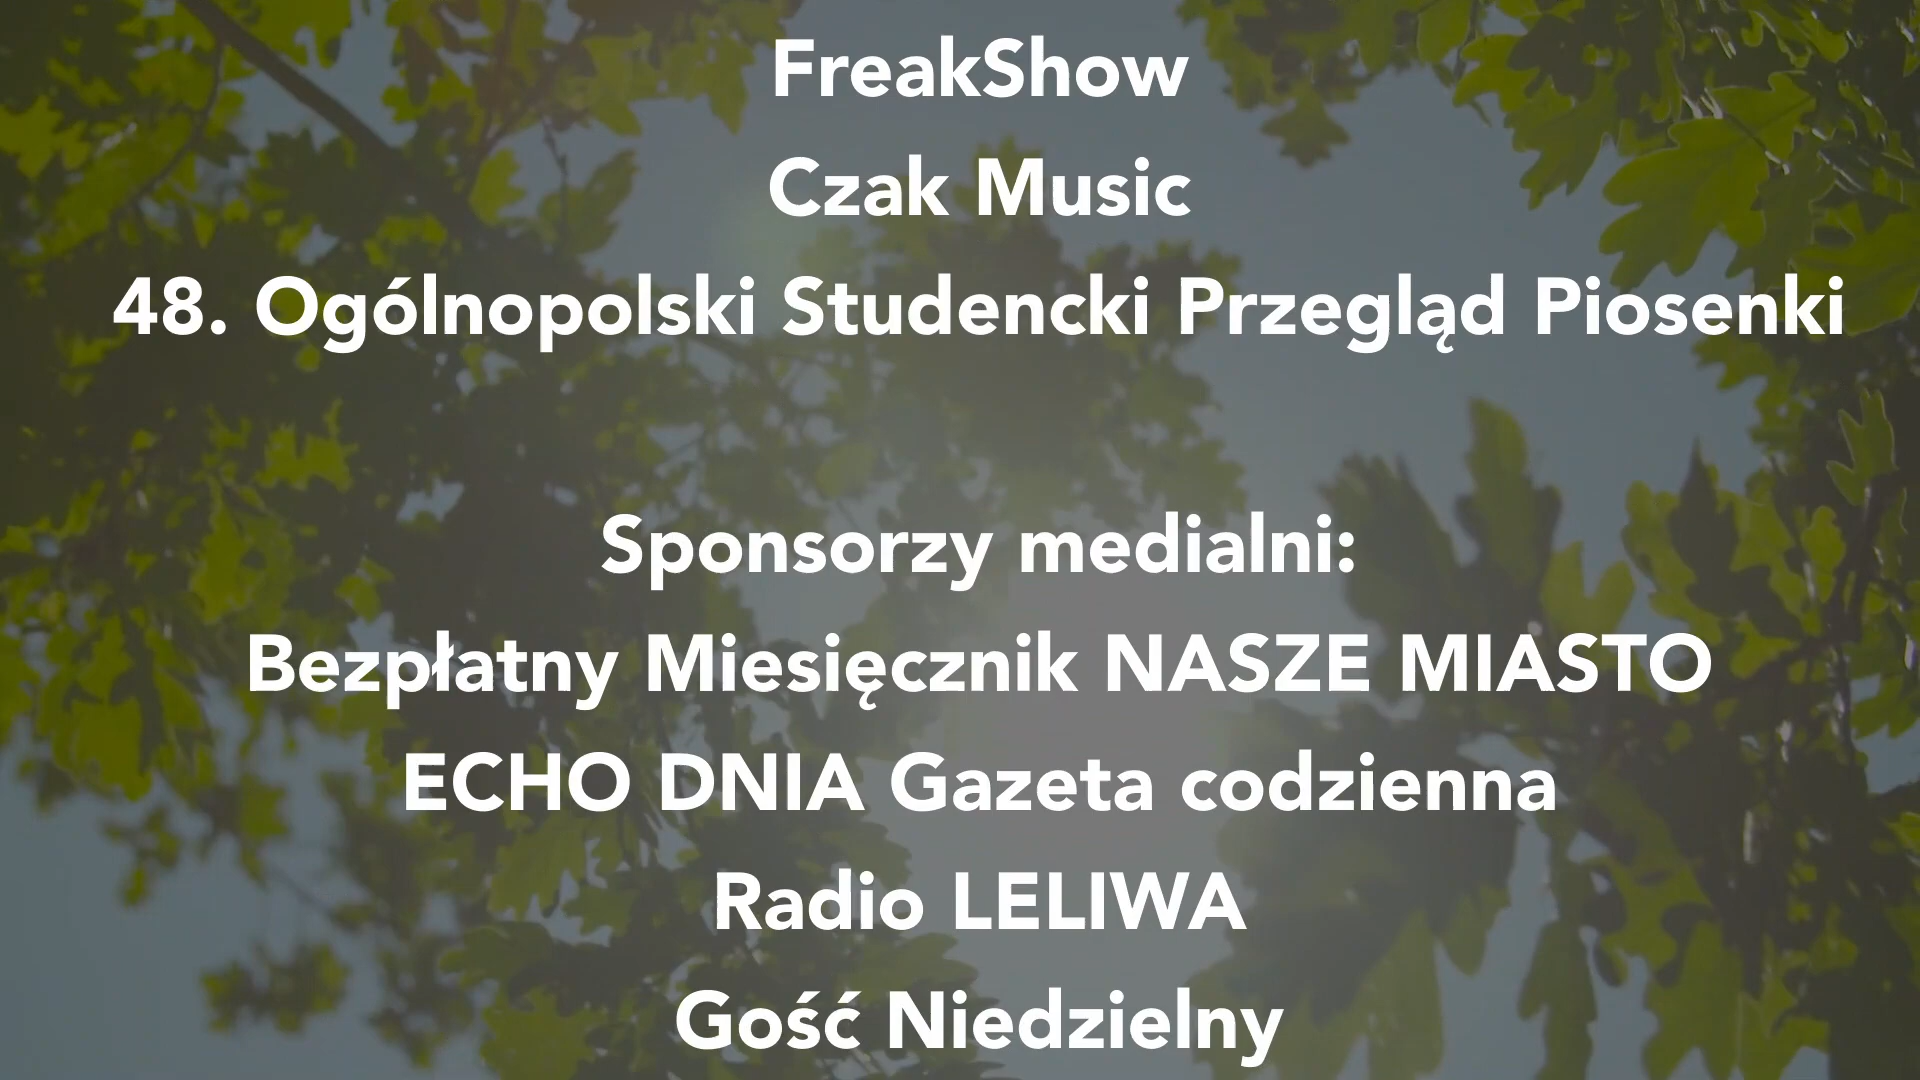 FreakShow
Czak Music
48. Ogólnopolski Studencki Przegląd Piosenki
Sponsorzy medialni:
Bezpłatny Miesięcznik NASZE MIASTO
ECHO DNIA Gazeta codzienna
Radio LELIWA
Gość Niedzielny